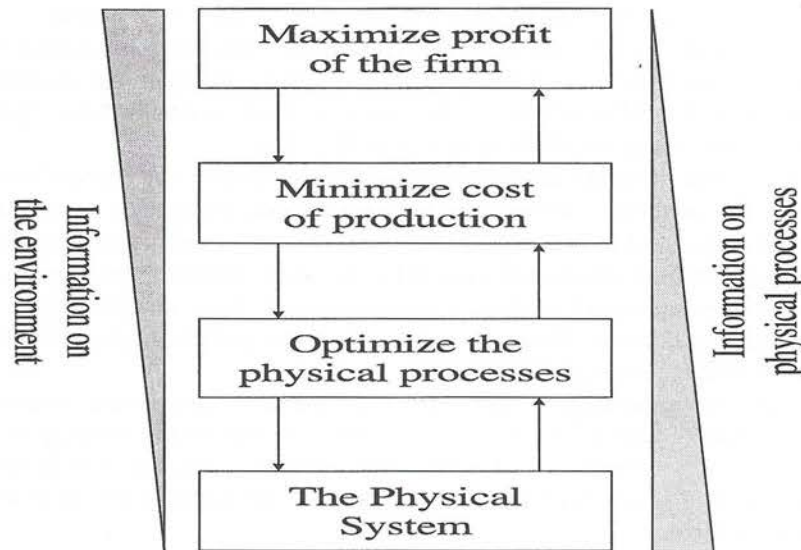 Maximize profit
of the firm
Minimize cost
of production
Optimize the
physical processes
The Physical
System
Information on
the environment
Information on
physical processes